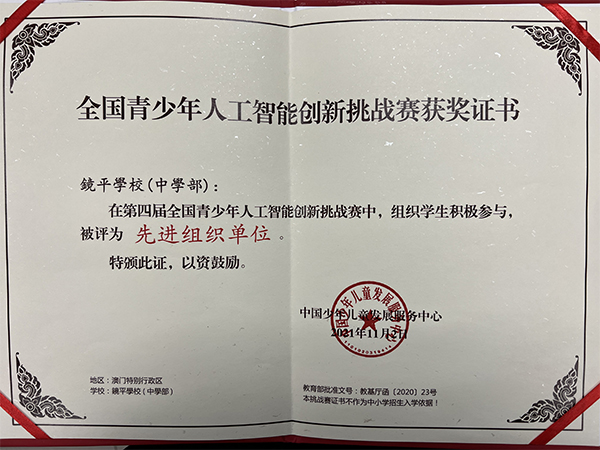 全国青少年人工智能创新挑战赛获奖证书
鏡平學校(中學部)：
在第四届全国青少年人工智能创新挑战赛中，组织学生积极参与，
被评为 先进组织单位 。
特颁此证，以资鼓励。
中国少年儿童发展服务中心
2021年11月2日
地区：澳门特别行政区
学校：鏡平學校（中學部）
教育部批准文号：教基厅函〔2020〕23号
本挑战赛证书不作为中小学招生入学依据！